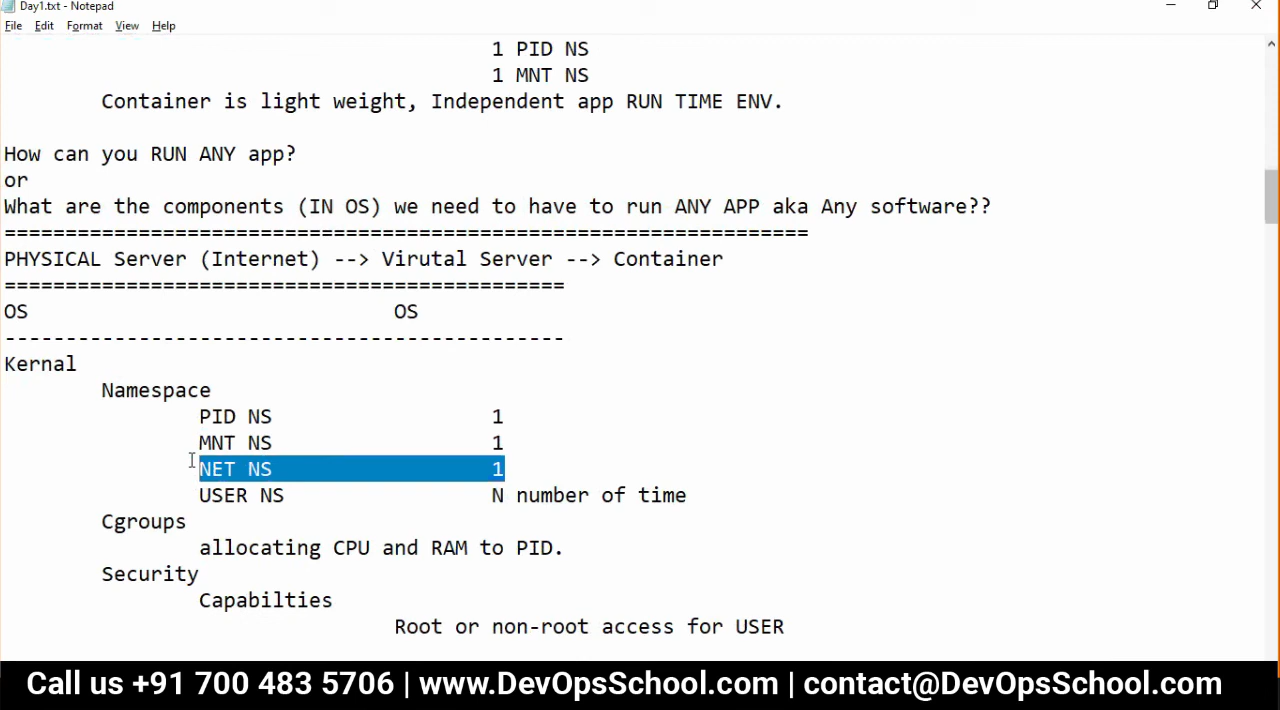 Day1.txt - Notepad
File Edit Format View Help
1 PID NS
1 MNT NS
Container is light weight, Independent app RUN TIME ENV.
How can you RUN ANY app?
or
What are the components (IN OS) we need to have to run ANY APP aka Any software??
==================================================================
PHYSICAL Server (Internet) --> Virutal Server --> Container
==============================================
OS OS
----------------------------------------------
Kernal
Namespace
PID NS 1
MNT NS 1
NET NS 1
USER NS N number of time
Cgroups
allocating CPU and RAM to PID.
Security
Capabilties
Root or non-root access for USER
Call us +91 700 483 5706 | www.DevOpsSchool.com | contact@DevOpsSchool.com